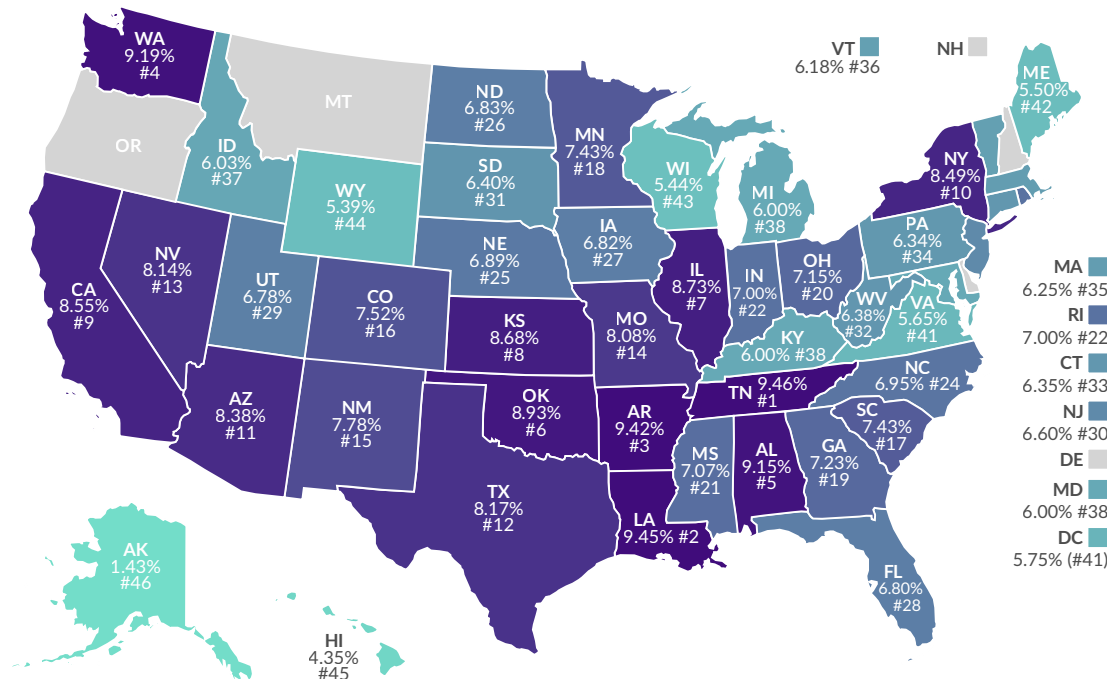 WA
9.19%
#4
VT
6.18% #36
NH
ME
5.50%
#42
MT
ND
6.83%
#26
MN
7.43%
#18
OR
ID
6.03%
#37
WI
5.44%
#43
NY
8.49%
#10
SD
6.40%
#31
WY
5.39%
#44
MI
6.00%
#38
PA
6.34%
#34
IA
6.82%
#27
NE
6.89%
#25
NV
8.14%
#13
OH
7.15%
#20
IL
8.73%
#7
IN
7.00%
#22
MA
6.25% #35
UT
6.78%
#29
CA
8.55%
#9
CO
7.52%
#16
WV
6.38%
#32
VA
5.65%
#41
RI
7.00% #22
KS
8.68%
#8
MO
8.08%
#14
KY
6.00% #38
CT
6.35% #33
NC
6.95% #24
TN 9.46%
#1
AZ
8.38%
#11
NM
7.78%
#15
OK
8.93%
#6
AR
9.42%
#3
SC
7.43%
#17
NJ
6.60% #30
MS
7.07%
#21
AL
9.15%
#5
GA
7.23%
#19
DE
TX
8.17%
#12
MD
6.00% #38
LA
9.45% #2
DC
5.75% (#41)
AK
1.43%
#46
FL
6.80%
#28
HI
4.35%
#45